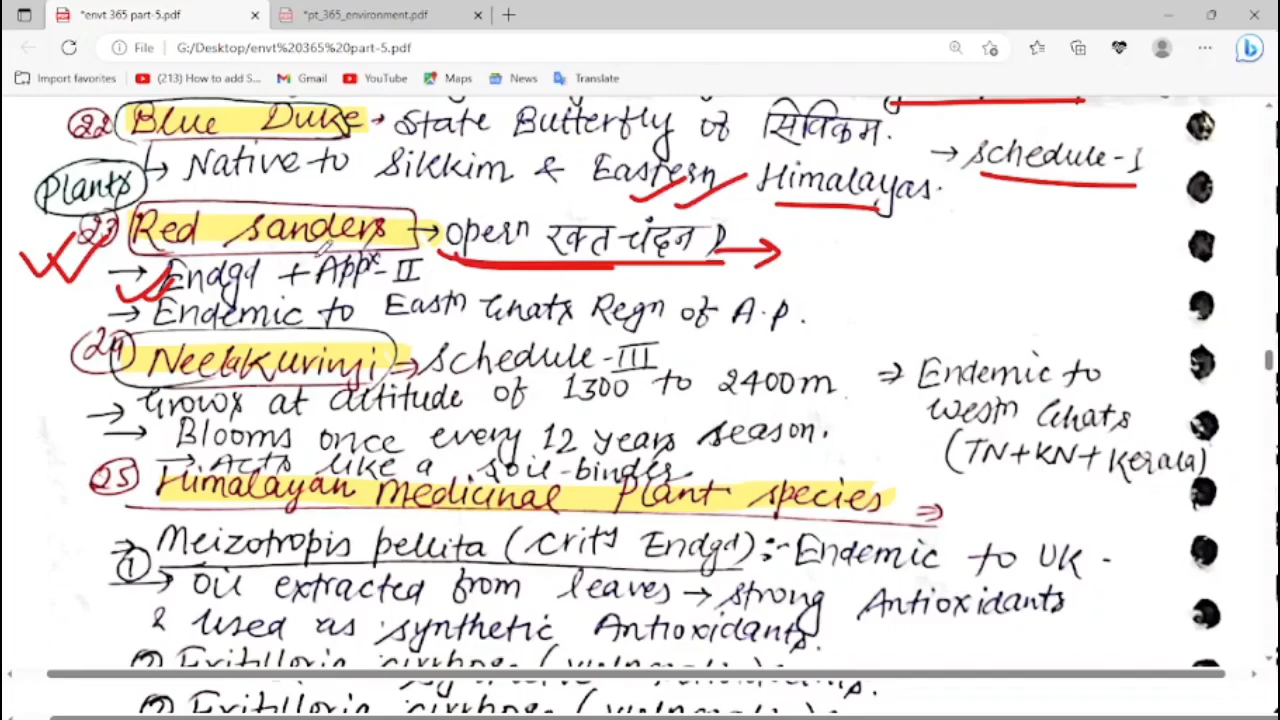 *envt 365 part-5.pdf
*pt_365_environment.pdf
File G:/Desktop/envt%20365%20part-5.pdf
Import favorites (213) How to add S... Gmail YouTube Maps News Translate
22 Blue Duke → State Butterfly of सिक्किम.
→ Native to Sikkim & Eastern Himalayas. → Schedule-I
Plants
23 Red Sanders → Opern रक्त चंदन)
→ Endgd + Appx-II
→ Endemic to Eastn Ghats Regn of A.P.
24 Neelakurinji → Schedule-III
→ Grows at altitude of 1300 to 2400m ⇒ Endemic to
Westn Ghats
→ Blooms once every 12 years season.
(TN+KN+Kerala)
→ Acts like a soil-binder
25 Himalayan Medicinal Plant species ⇒
→ Meizotropis pellita (Crity Endgd) :- Endemic to UK.
1 → Oil extracted from leaves → strong Antioxidants
& used as synthetic Antioxidants.